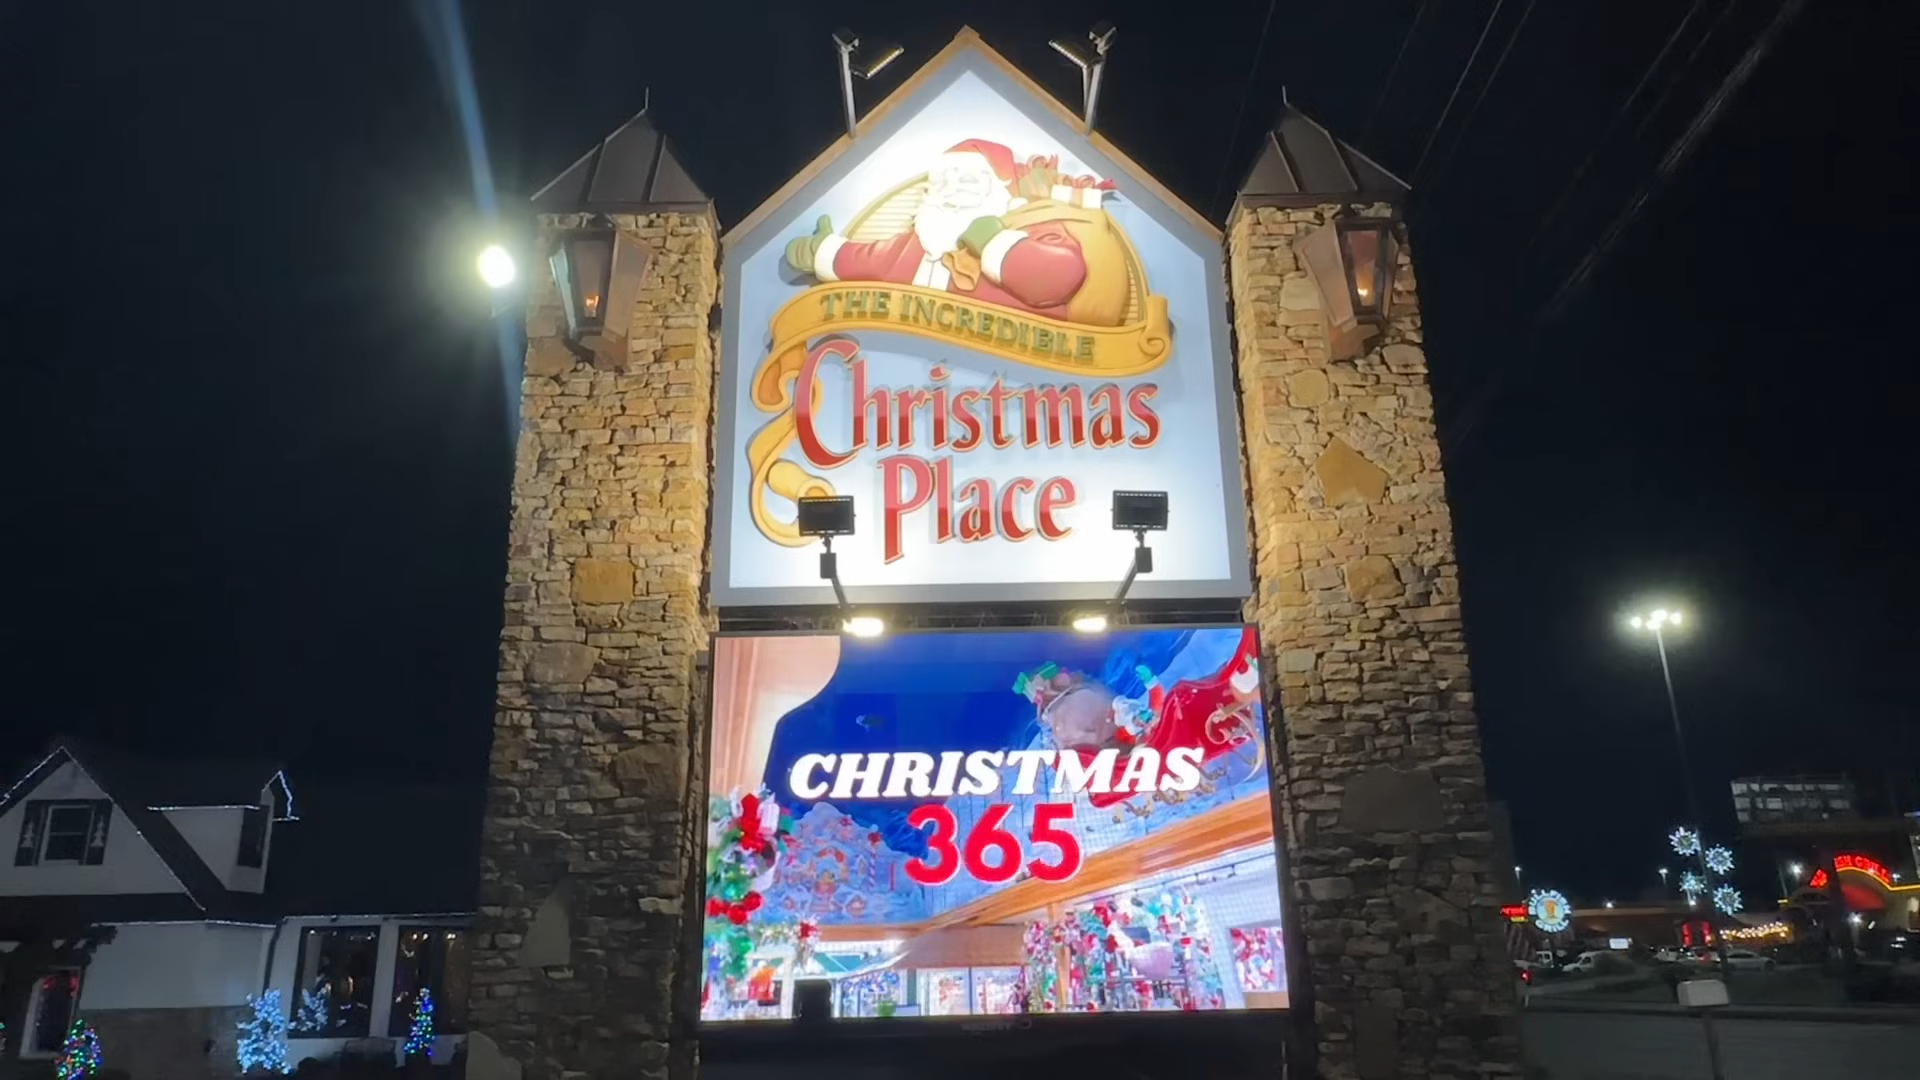 THE INCREDIBLE
Christmas
Place
CHRISTMAS
365